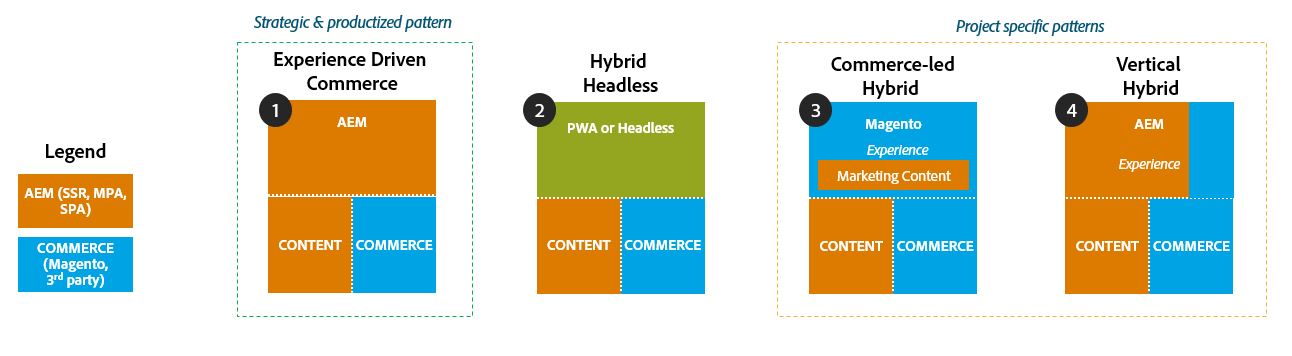 Strategic & productized pattern
Project specific patterns
Experience Driven
Commerce
Hybrid
Headless
Commerce-led
Hybrid
Vertical
Hybrid
Legend
AEM (SSR, MPA,
SPA)
COMMERCE
(Magento,
3rd party)
1
AEM
CONTENT
COMMERCE
2
PWA or Headless
CONTENT
COMMERCE
3
Magento
Experience
Marketing Content
CONTENT
COMMERCE
4
AEM
Experience
CONTENT
COMMERCE